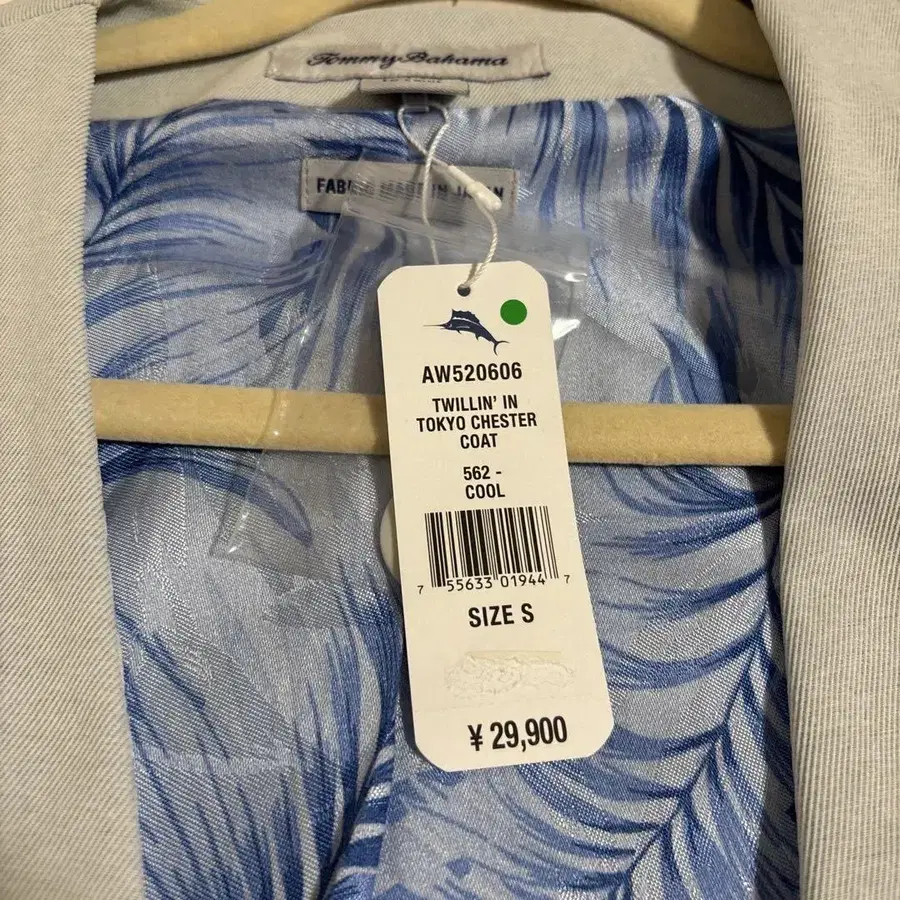 Tommy Bahama
FABRIC MADE IN JAPAN
AW520606
TWILLIN' IN
TOKYO CHESTER
COAT
562 -
COOL
7 55633 01944 7
SIZE S
¥ 29,900